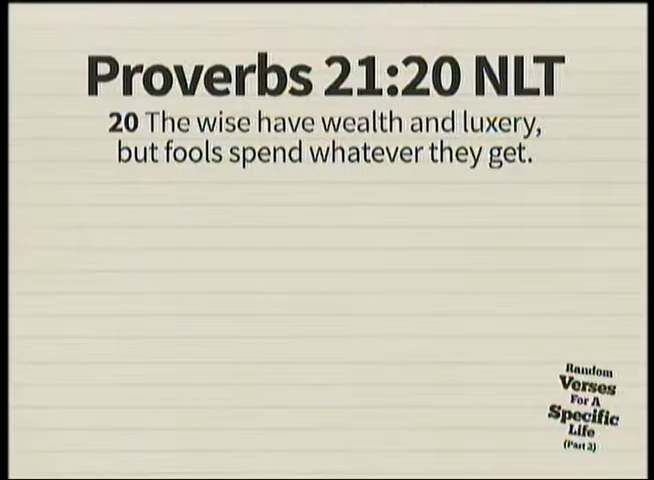 Proverbs 21:20 NLT
20 The wise have wealth and luxery,
but fools spend whatever they get.
Random
Verses
For A
Specific
Life
(Part 2)